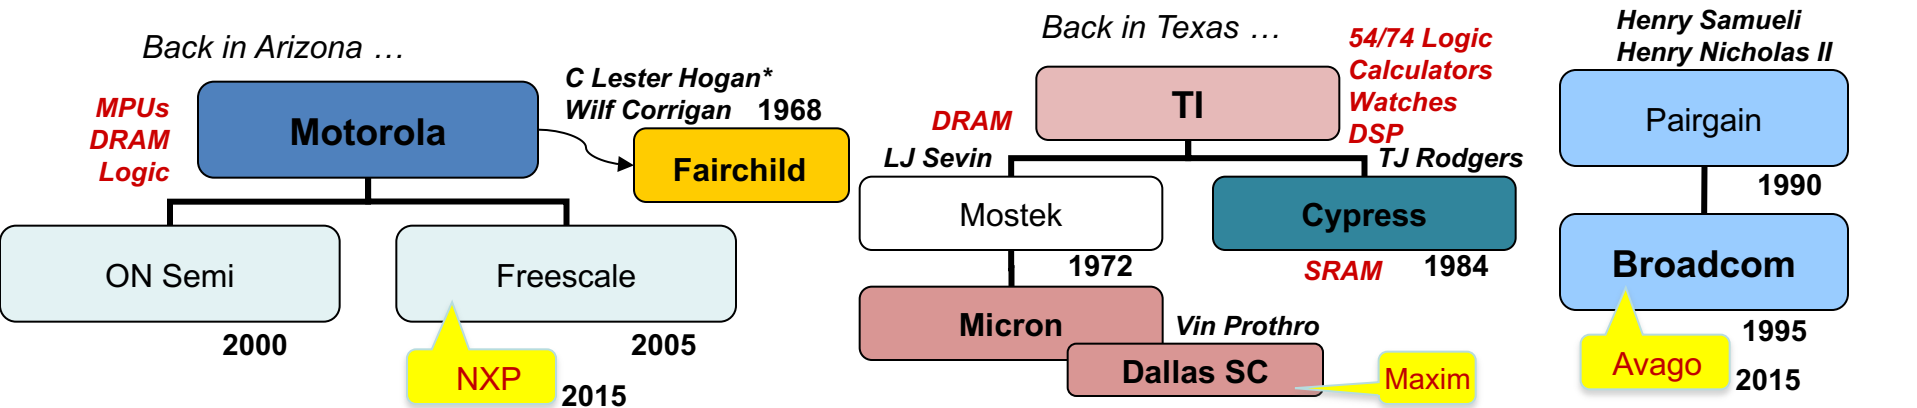 Back in Arizona …
MPUs
DRAM
Logic
Motorola
C Lester Hogan*
Wilf Corrigan
1968
Fairchild
ON Semi
2000
Freescale
2005
NXP
2015
Back in Texas …
TI
54/74 Logic
Calculators
Watches
DSP
DRAM
LJ Sevin
TJ Rodgers
Mostek
1972
Cypress
SRAM
1984
Micron
Vin Prothro
Dallas SC
Maxim
Henry Samueli
Henry Nicholas II
Pairgain
1990
Broadcom
1995
Avago
2015